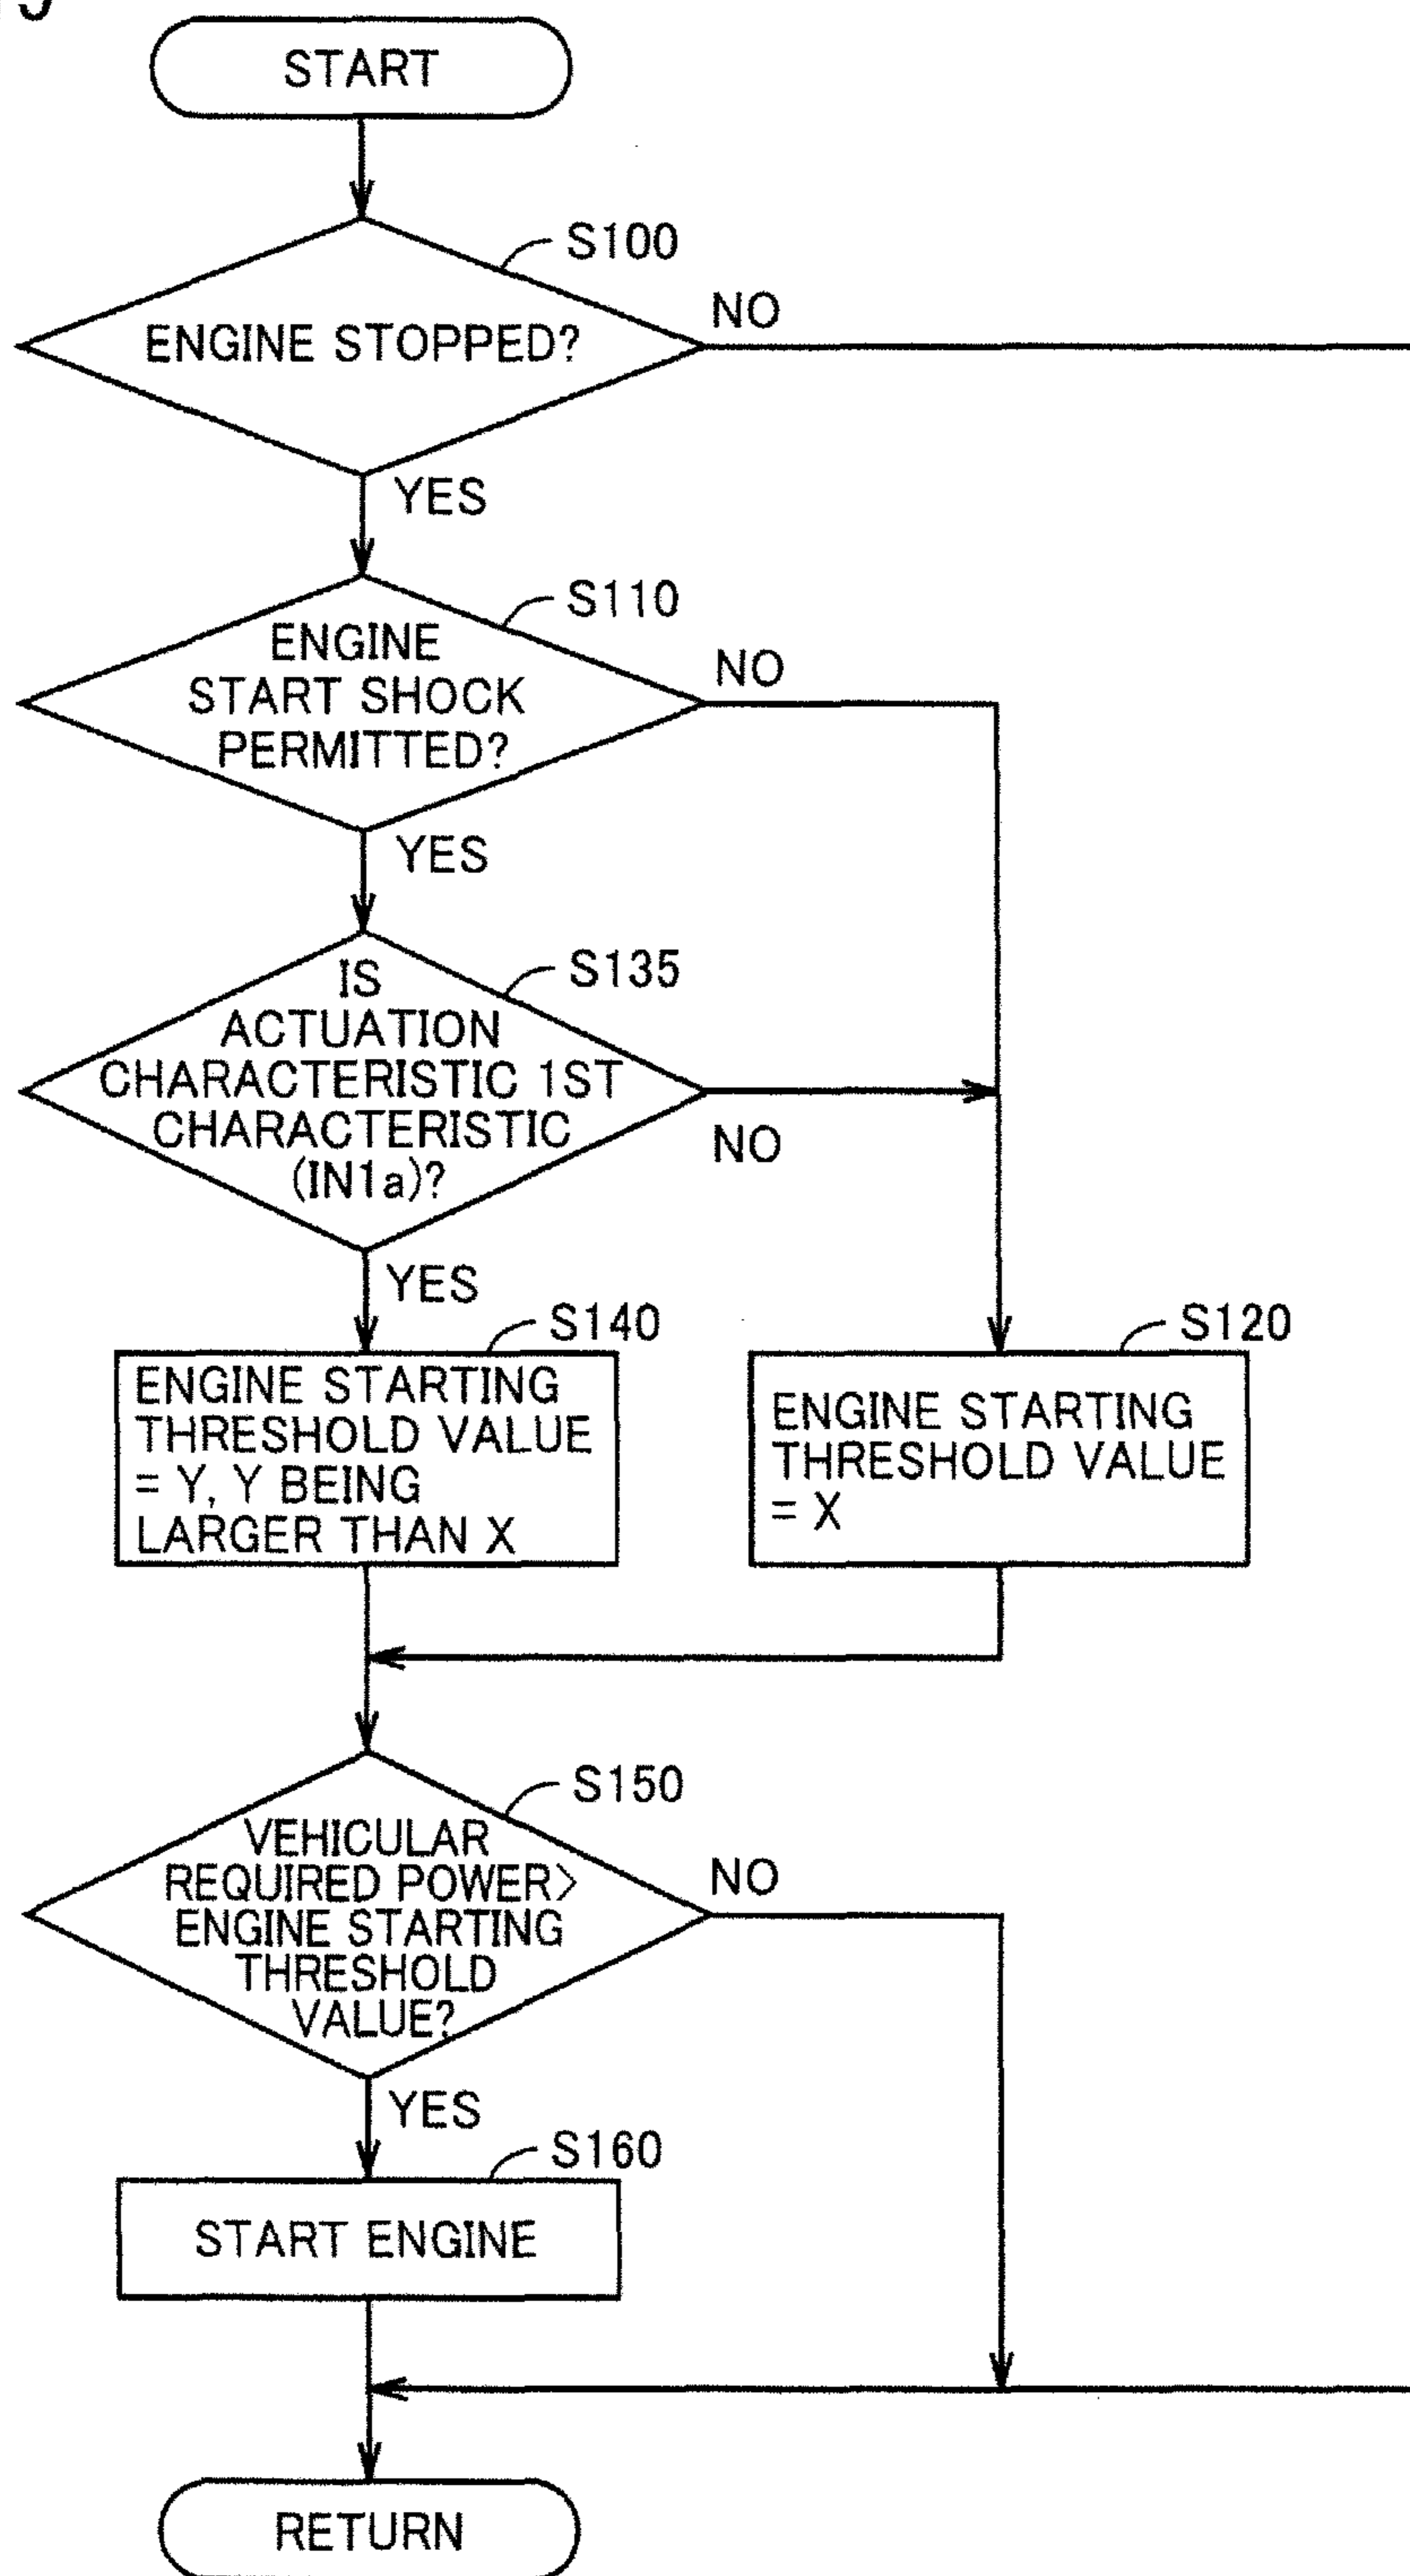 START
S100
ENGINE STOPPED?
NO
YES
S110
ENGINE
START SHOCK
PERMITTED?
NO
YES
S135
IS
ACTUATION
CHARACTERISTIC 1ST
CHARACTERISTIC
(IN1a)?
NO
YES
S140
ENGINE STARTING
THRESHOLD VALUE
= Y, Y BEING
LARGER THAN X
S120
ENGINE STARTING
THRESHOLD VALUE
= X
S150
VEHICULAR
REQUIRED POWER>
ENGINE STARTING
THRESHOLD
VALUE?
NO
YES
S160
START ENGINE
RETURN